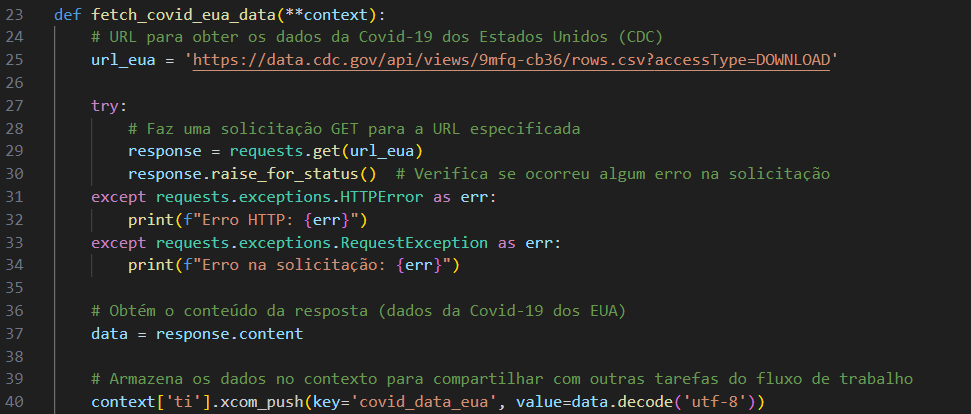 23 def fetch_covid_eua_data(**context):
24     # URL para obter os dados da Covid-19 dos Estados Unidos (CDC)
25     url_eua = 'https://data.cdc.gov/api/views/9mfq-cb36/rows.csv?accessType=DOWNLOAD'
26
27     try:
28         # Faz uma solicitação GET para a URL especificada
29         response = requests.get(url_eua)
30         response.raise_for_status()  # Verifica se ocorreu algum erro na solicitação
31     except requests.exceptions.HTTPError as err:
32         print(f"Erro HTTP: {err}")
33     except requests.exceptions.RequestException as err:
34         print(f"Erro na solicitação: {err}")
35
36     # Obtém o conteúdo da resposta (dados da Covid-19 dos EUA)
37     data = response.content
38
39     # Armazena os dados no contexto para compartilhar com outras tarefas do fluxo de trabalho
40     context['ti'].xcom_push(key='covid_data_eua', value=data.decode('utf-8'))